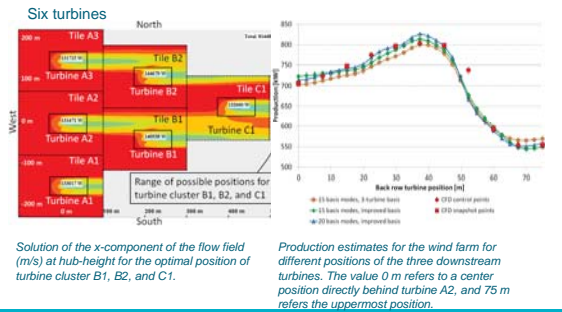 Six turbines
North
200 m
Tile A3
Tile B2
Turbine A3
100 m
Turbine B2
Tile C1
Tile A2
West
0 m
Tile B1
Turbine C1
Turbine A2
-100 m
Tile A1
Turbine B1
Range of possible positions for
turbine cluster B1, B2, and C1
Turbine A1
-200 m
0 m
100 m
200 m
300 m
400 m
South
Solution of the x-component of the flow field
(m/s) at hub-height for the optimal position of
turbine cluster B1, B2, and C1.
850
800
750
700
650
600
550
500
Production [kW]
0 10 20 30 40 50 60 70
Back row turbine position [m]
15 basis modes, 3-turbine basis
CFD control points
15 basis modes, improved basis
CFD snapshot points
20 basis modes, improved basis
Production estimates for the wind farm for
different positions of the three downstream
turbines. The value 0 m refers to a center
position directly behind turbine A2, and 75 m
refers the uppermost position.